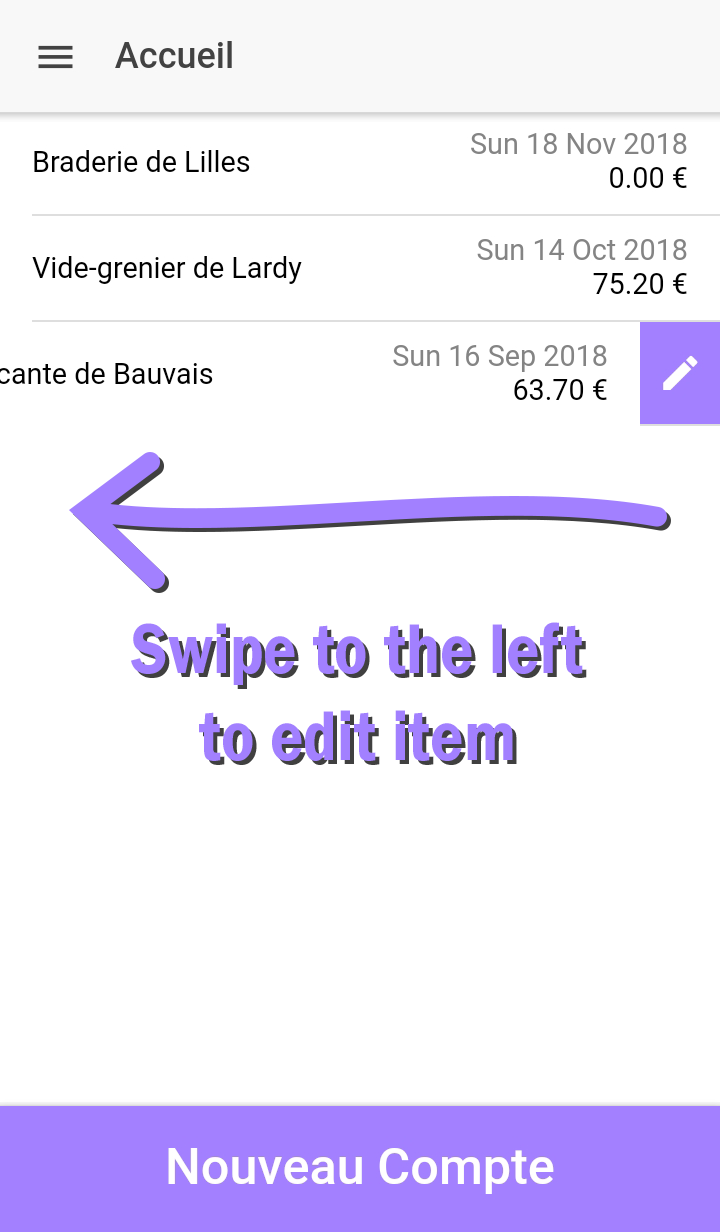 Accueil
Braderie de Lilles
Sun 18 Nov 2018
0.00 €
Vide-grenier de Lardy
Sun 14 Oct 2018
75.20 €
cante de Bauvais
Sun 16 Sep 2018
63.70 €
Swipe to the left
to edit item
Nouveau Compte